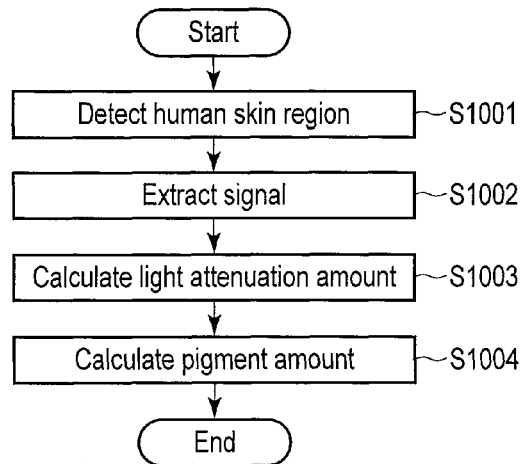 Start
Detect human skin region
S1001
Extract signal
S1002
Calculate light attenuation amount
S1003
Calculate pigment amount
S1004
End